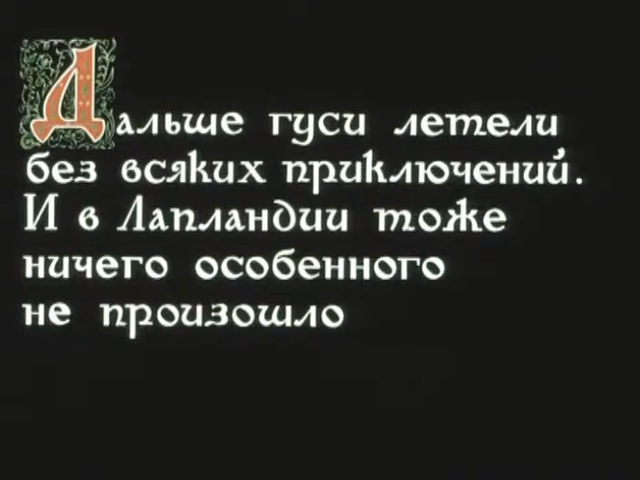 Дальше гуси летели
без всяких приключений.
И в Лапландии тоже
ничего особенного
не произошло